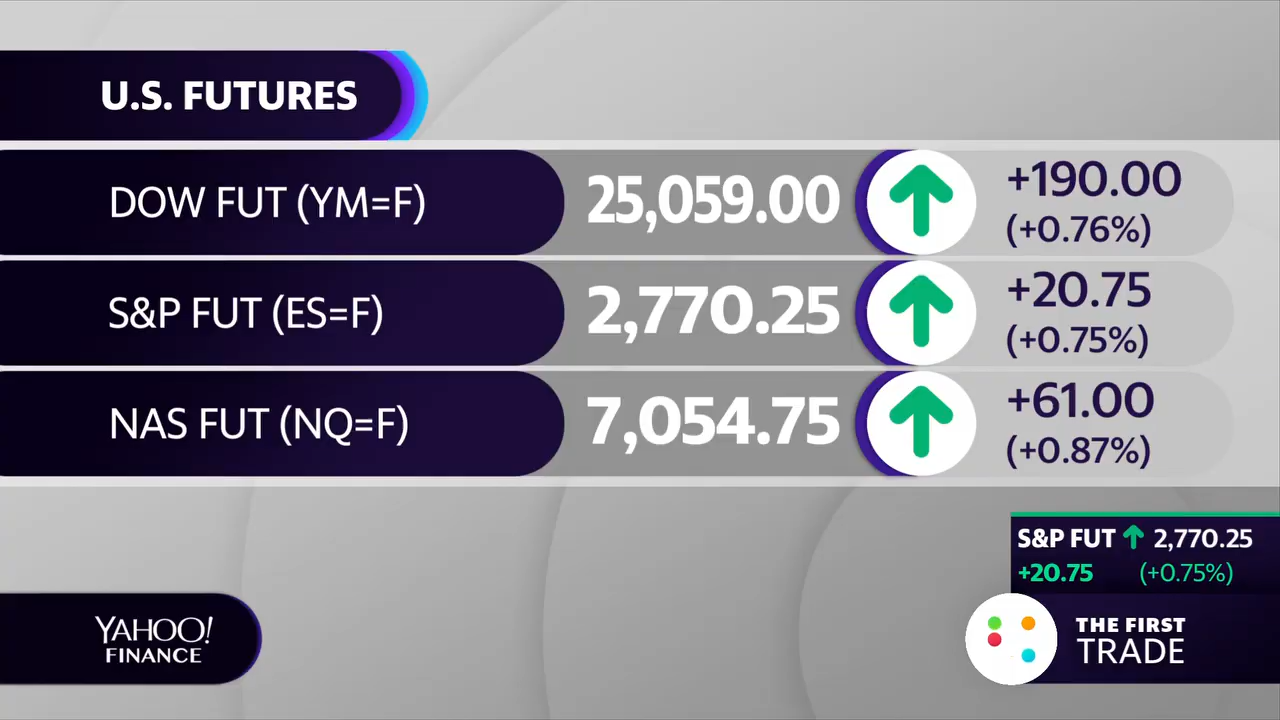 U.S. FUTURES
DOW FUT (YM=F) 25,059.00 +190.00
(+0.76%)
S&P FUT (ES=F) 2,770.25 +20.75
(+0.75%)
NAS FUT (NQ=F) 7,054.75 +61.00
(+0.87%)
S&P FUT 2,770.25
+20.75 (+0.75%)
YAHOO!
FINANCE
THE FIRST
TRADE